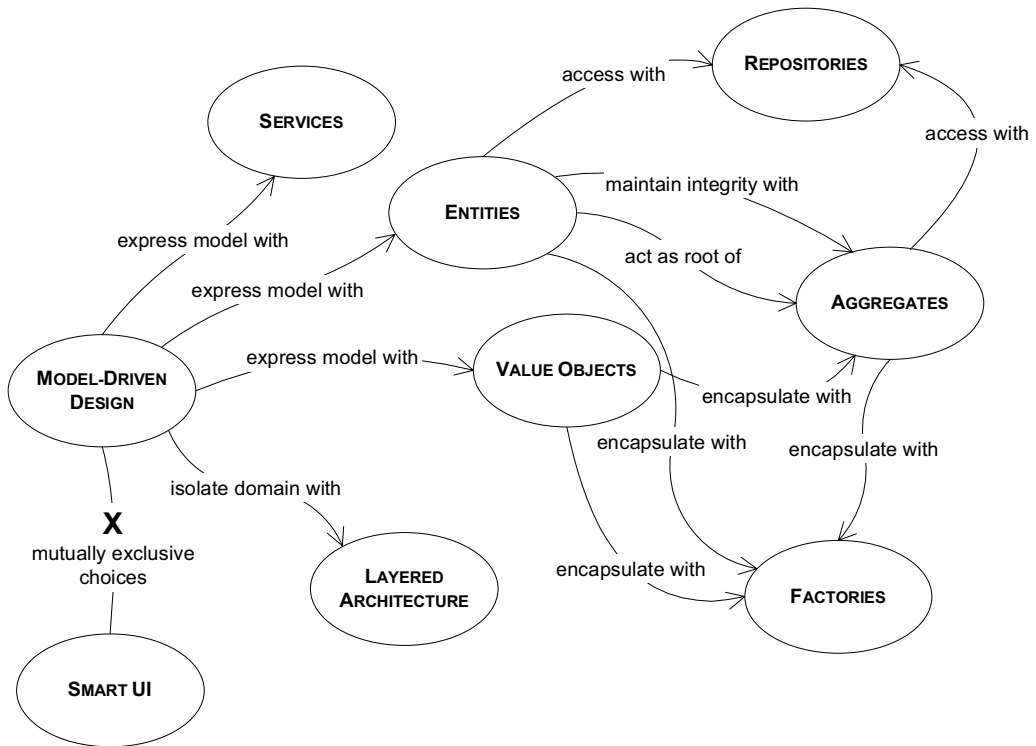 REPOSITORIES
access with
SERVICES
access with
maintain integrity with
ENTITIES
express model with
act as root of
express model with
AGGREGATES
express model with
VALUE OBJECTS
MODEL-DRIVEN
DESIGN
encapsulate with
encapsulate with
encapsulate with
isolate domain with
X
mutually exclusive
choices
encapsulate with
LAYERED
ARCHITECTURE
FACTORIES
SMART UI